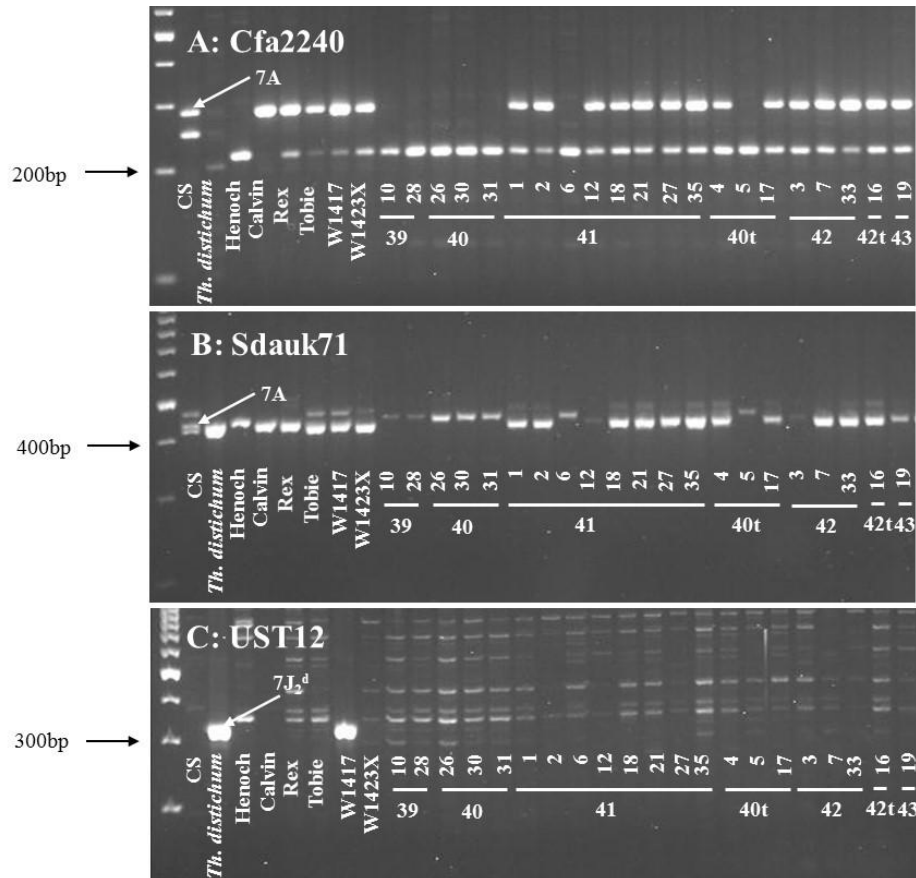 A: Cfa2240
7A
200bp
CS
Th. distichum
Henoch
Calvin
Rex
Tobie
W1417
W1423X
10
28
26
30
31
1
2
6
12
18
21
27
35
4
5
17
3
7
33
16
19
39
40
41
40t
42
42t
43
B: Sdauk71
7A
400bp
CS
Th. distichum
Henoch
Calvin
Rex
Tobie
W1417
W1423X
10
28
26
30
31
1
2
6
12
18
21
27
35
4
5
17
3
7
33
16
19
39
40
41
40t
42
42t
43
C: UST12
7J₂ᵈ
300bp
CS
Th. distichum
Henoch
Calvin
Rex
Tobie
W1417
W1423X
10
28
26
30
31
1
2
6
12
18
21
27
35
4
5
17
3
7
33
16
19
39
40
41
40t
42
42t
43